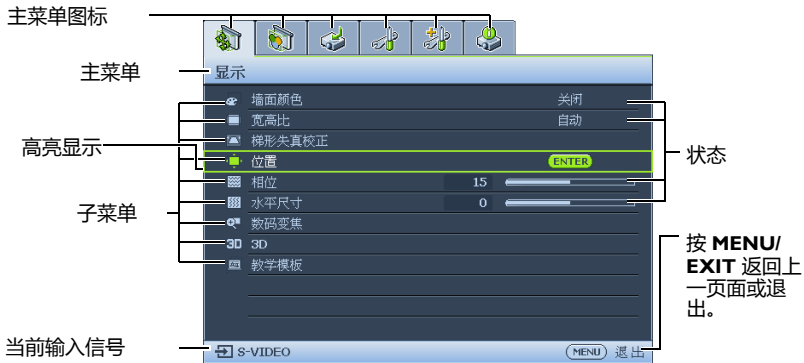 主菜单图标
主菜单
显示
墙面颜色 关闭
宽高比 自动
梯形失真校正
高亮显示
位置 ENTER
状态
相位 15
水平尺寸 0
子菜单
数码变焦
3D 3D
教学模板
按 MENU/
EXIT 返回上
一页面或退
出。
当前输入信号
S-VIDEO
MENU 退出